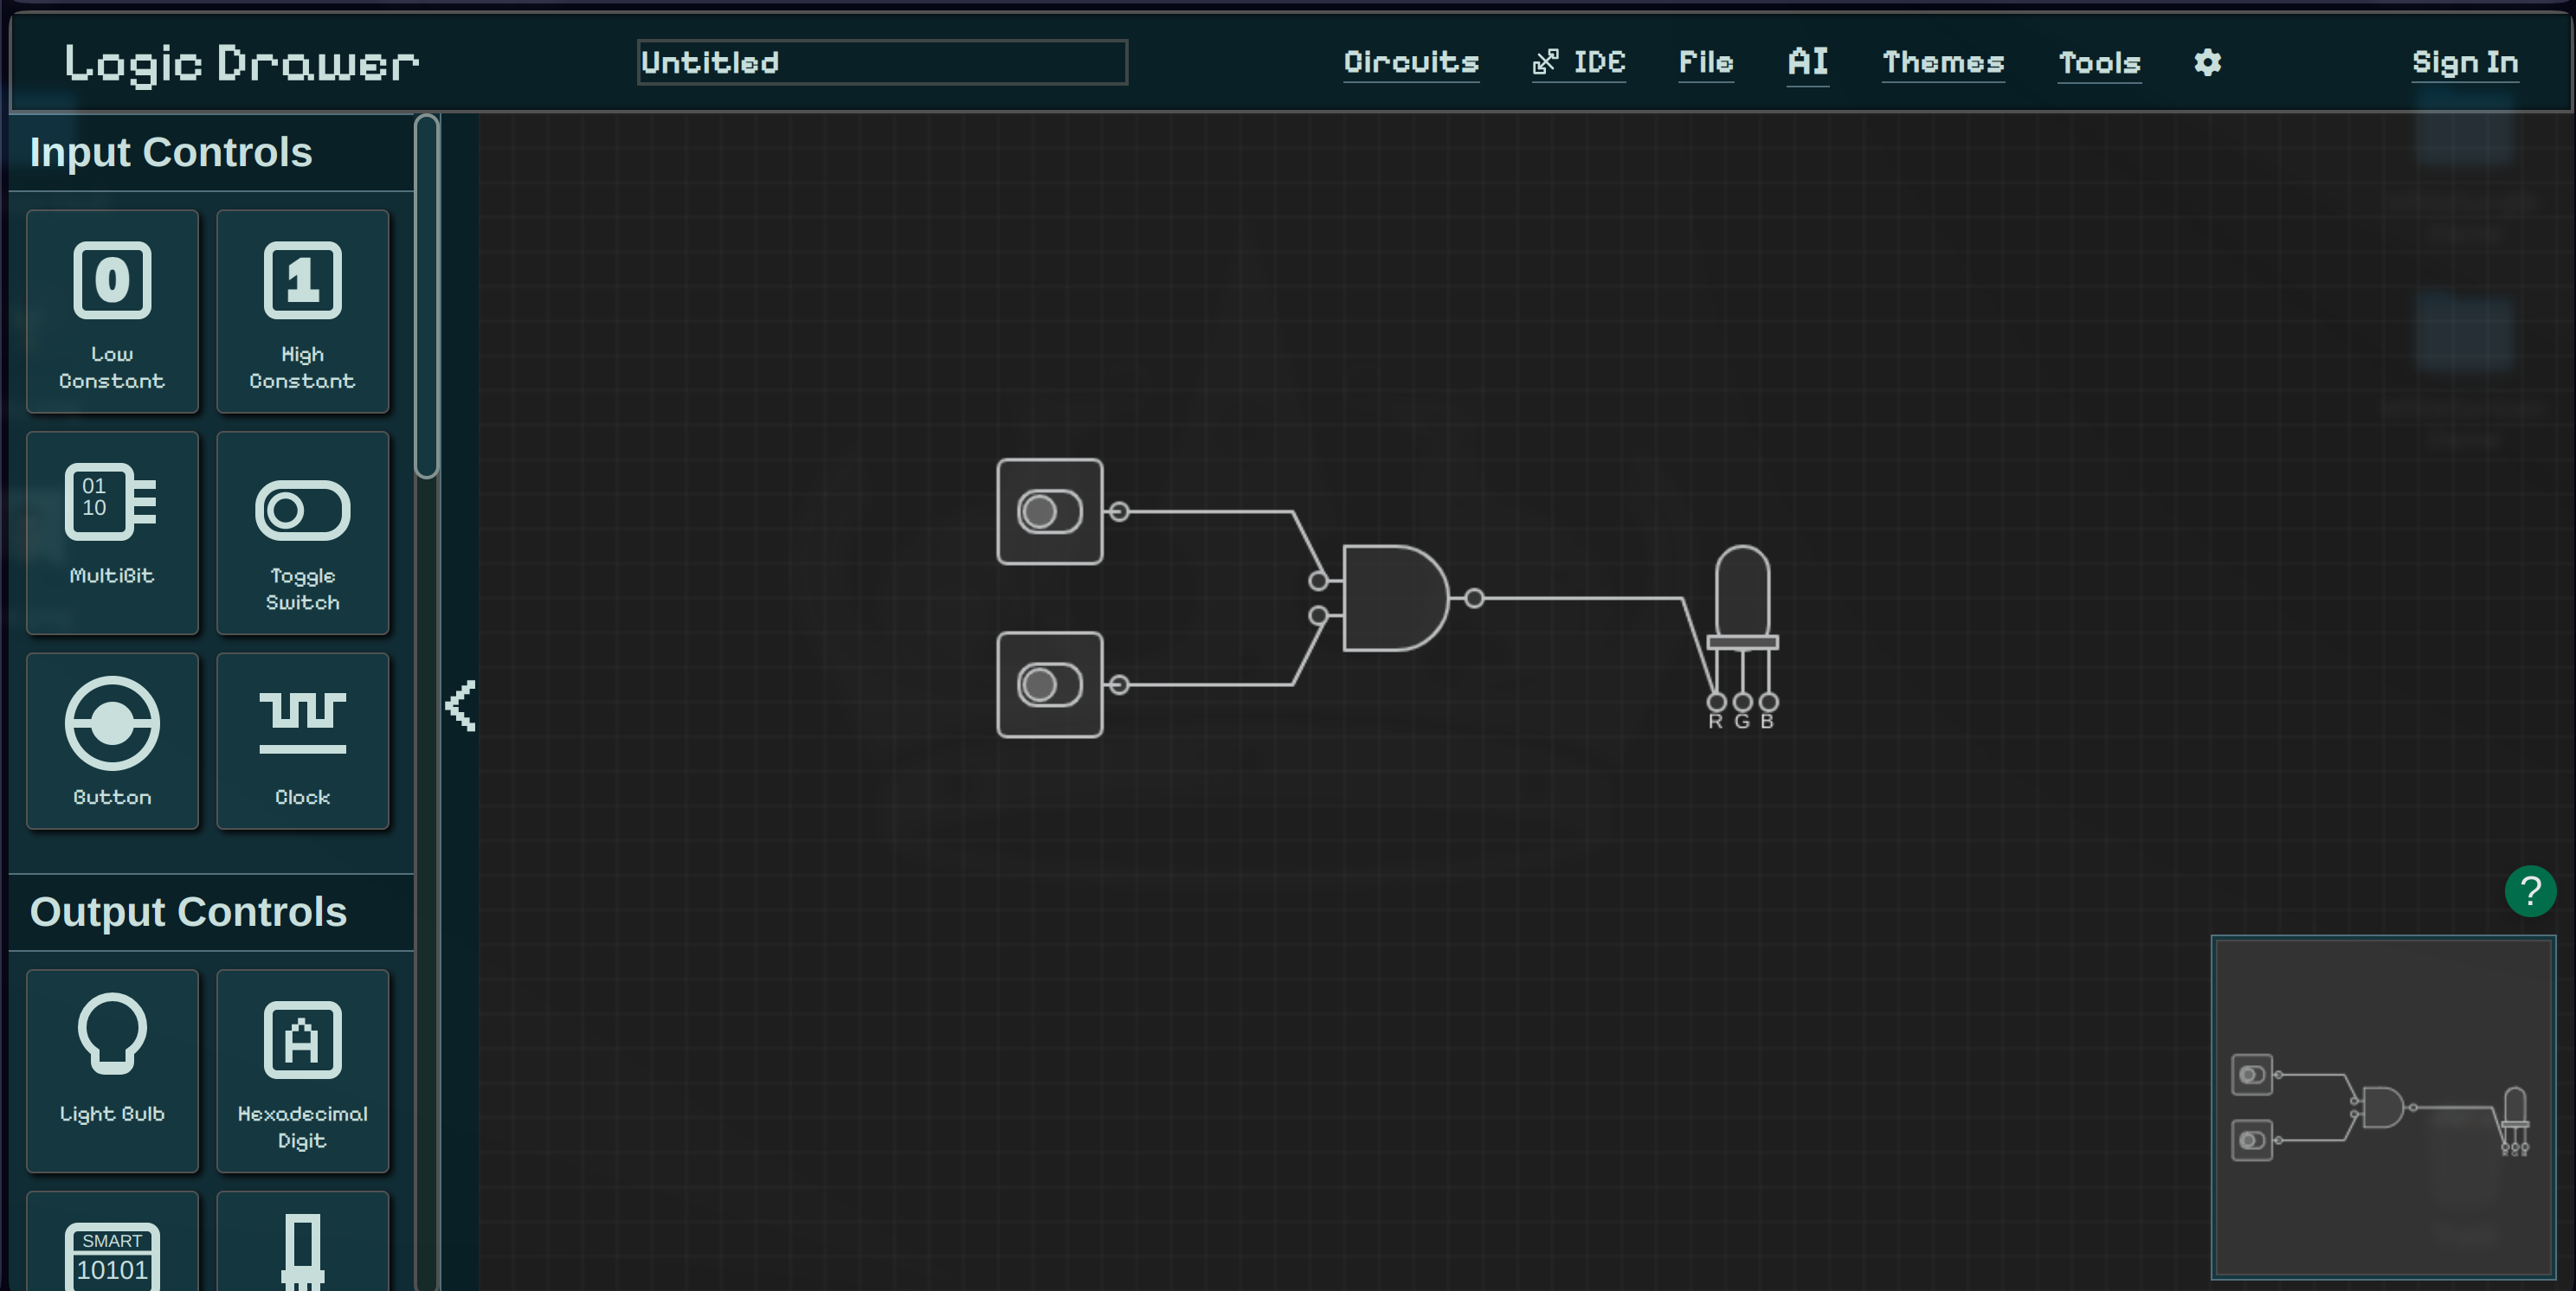 Logic Drawer
Untitled
Circuits
IDE
File
AI
Themes
Tools
Sign In
Input Controls
0
1
Low
Constant
High
Constant
01
10
MultiBit
Toggle
Switch
Button
Clock
Output Controls
A
Light Bulb
Hexadecimal
Digit
SMART
10101
R G B
?